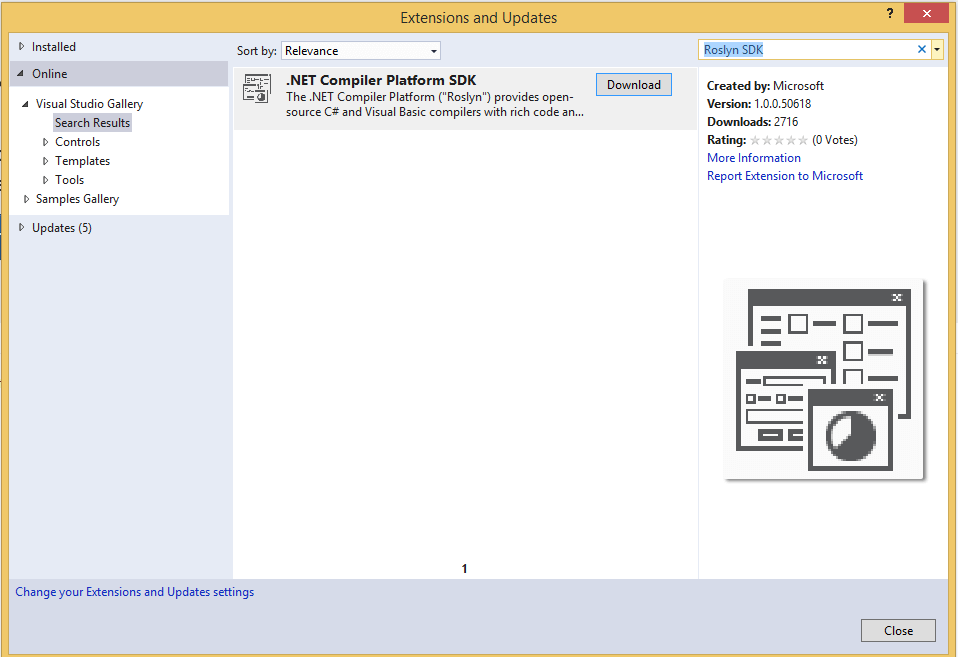 Extensions and Updates
?
Installed
Online
Visual Studio Gallery
Search Results
Controls
Templates
Tools
Samples Gallery
Updates (5)
Sort by: Relevance
.NET Compiler Platform SDK
The .NET Compiler Platform ("Roslyn") provides open-
source C# and Visual Basic compilers with rich code an...
Download
1
Roslyn SDK
Created by: Microsoft
Version: 1.0.0.50618
Downloads: 2716
Rating: (0 Votes)
More Information
Report Extension to Microsoft
Change your Extensions and Updates settings
Close